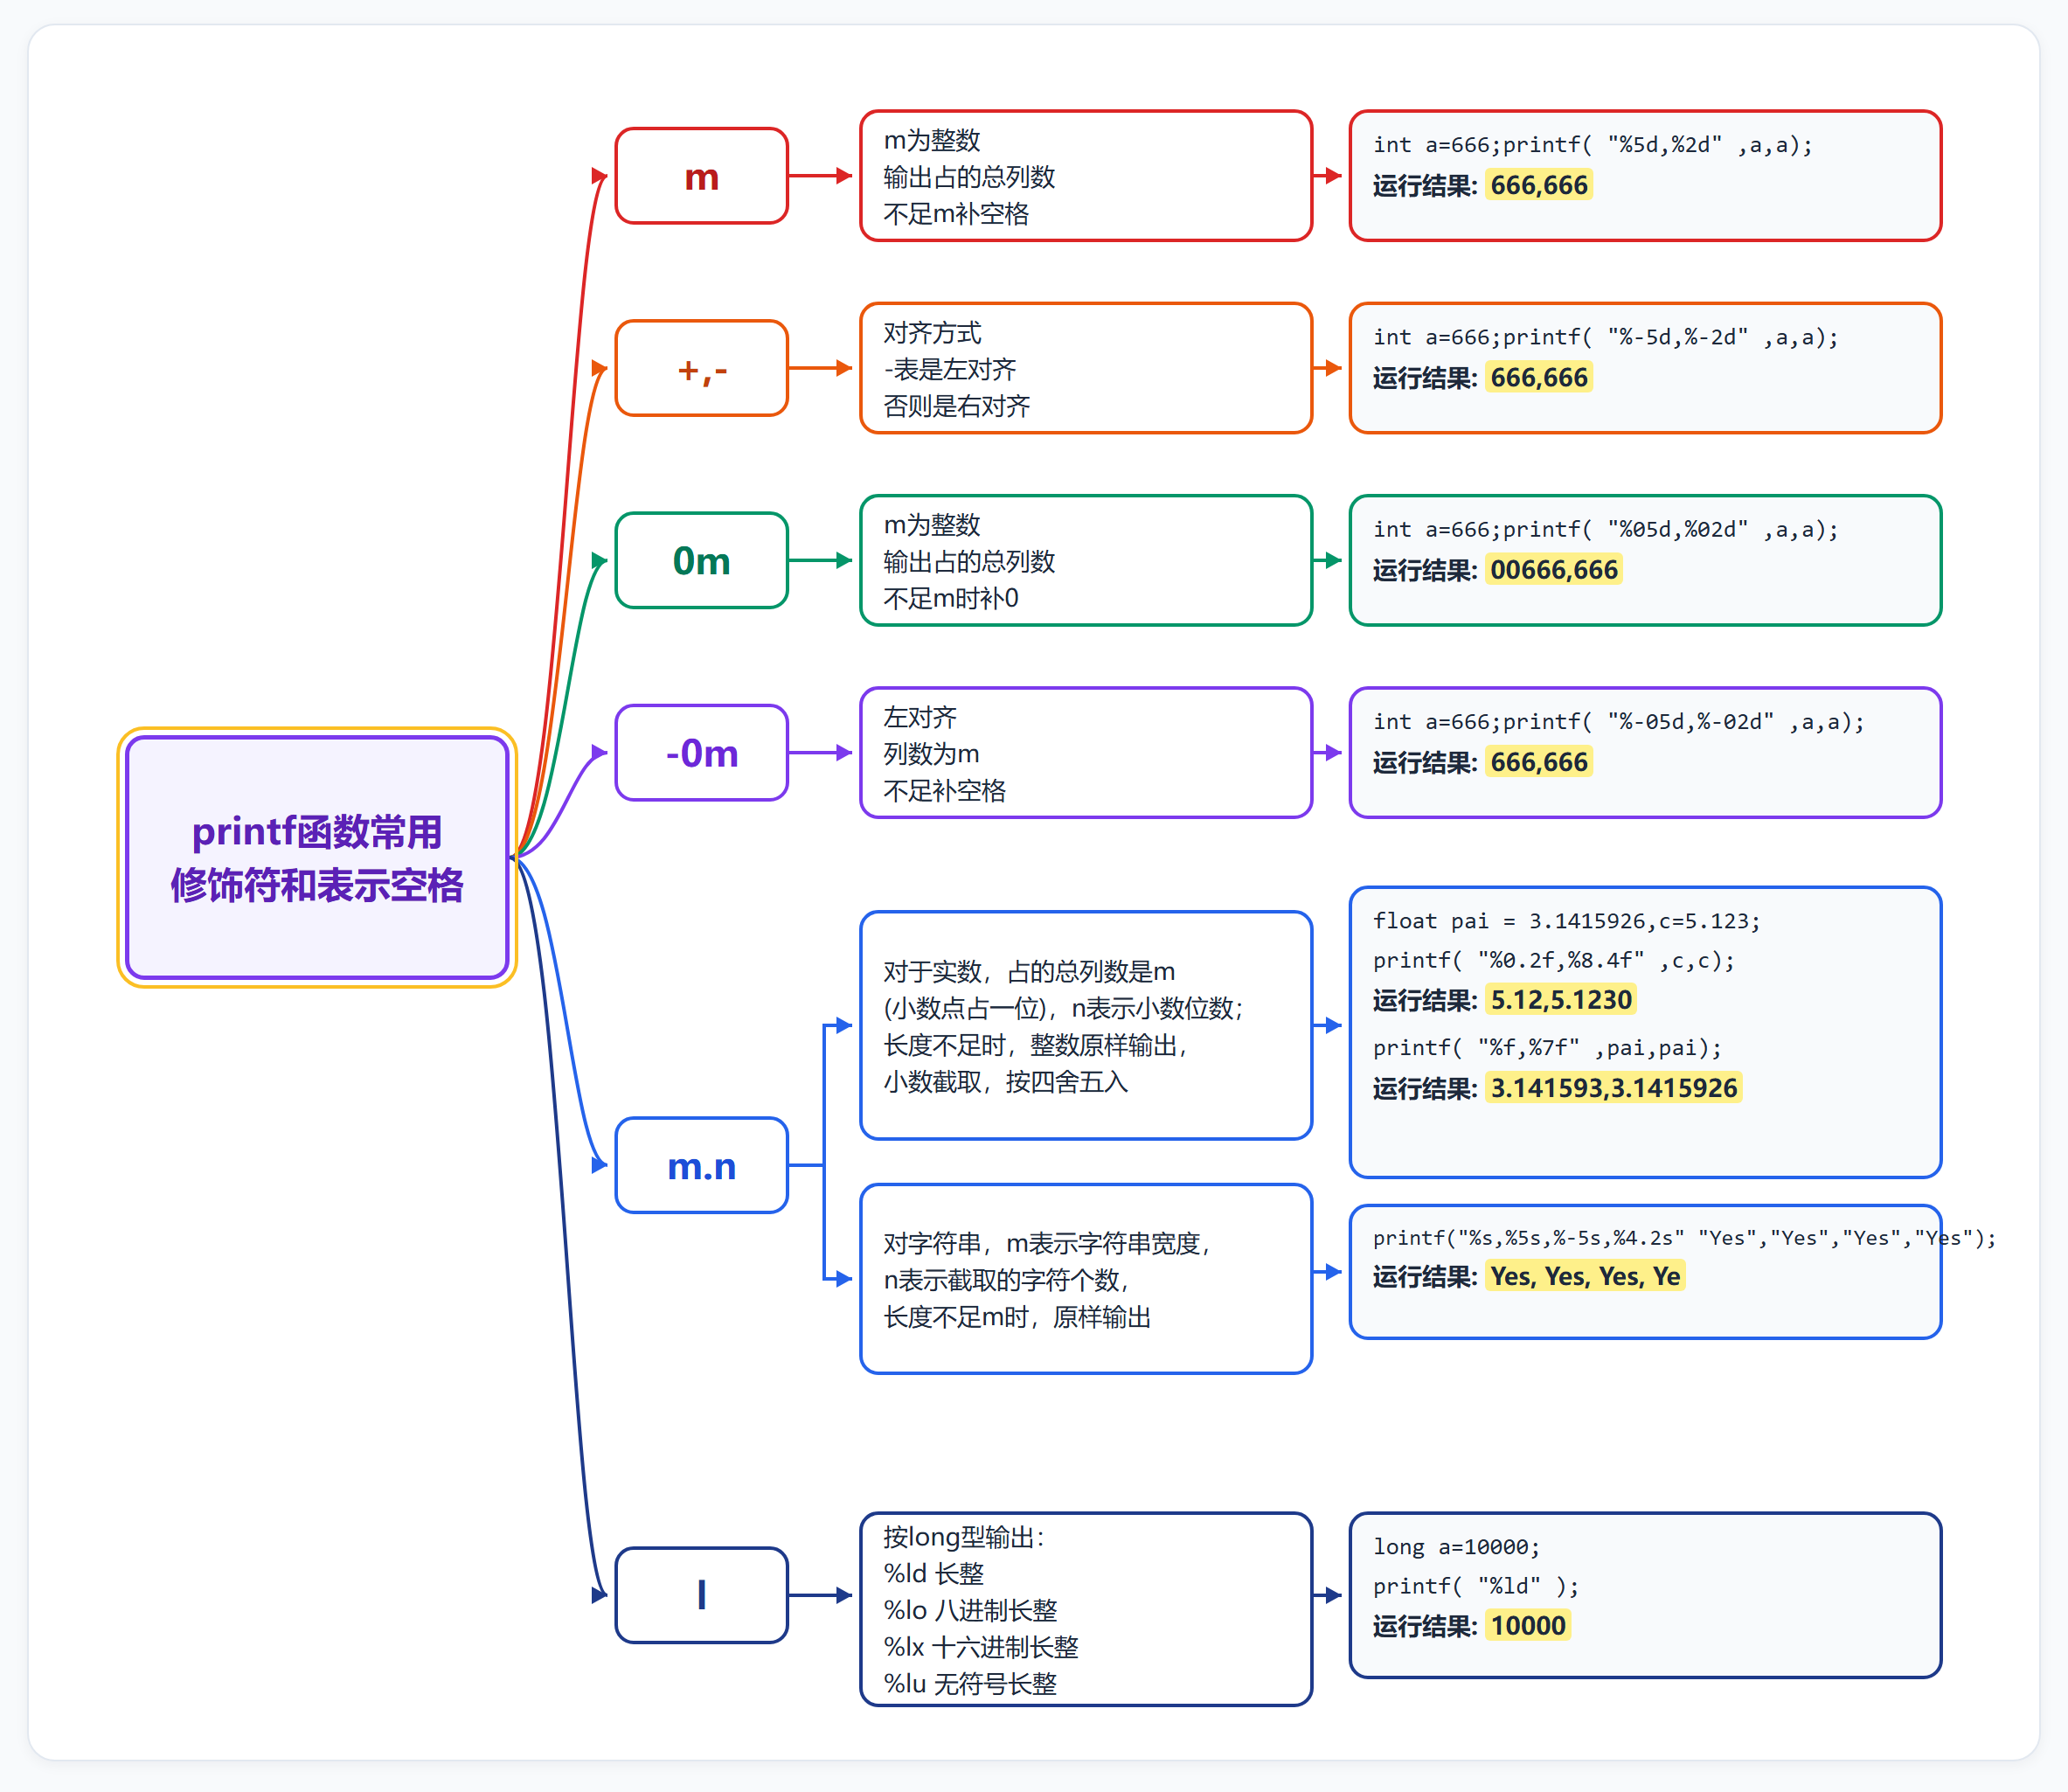 printf函数常用
修饰符和表示空格
m
m为整数
输出占的总列数
不足m补空格
int a=666;printf( "%5d,%2d" ,a,a);
运行结果: 666,666
+,-
对齐方式
-表是左对齐
否则是右对齐
int a=666;printf( "%-5d,%-2d" ,a,a);
运行结果: 666,666
0m
m为整数
输出占的总列数
不足m时补0
int a=666;printf( "%05d,%02d" ,a,a);
运行结果: 00666,666
-0m
左对齐
列数为m
不足补空格
int a=666;printf( "%-05d,%-02d" ,a,a);
运行结果: 666,666
m.n
对于实数，占的总列数是m
(小数点占一位)，n表示小数位数；
长度不足时，整数原样输出，
小数截取，按四舍五入
float pai = 3.1415926,c=5.123;
printf( "%0.2f,%8.4f" ,c,c);
运行结果: 5.12,5.1230
printf( "%f,%7f" ,pai,pai);
运行结果: 3.141593,3.1415926
对字符串，m表示字符串宽度，
n表示截取的字符个数，
长度不足m时，原样输出
printf("%s,%5s,%-5s,%4.2s" "Yes","Yes","Yes","Yes");
运行结果: Yes, Yes, Yes, Ye
l
按long型输出：
%ld 长整
%lo 八进制长整
%lx 十六进制长整
%lu 无符号长整
long a=10000;
printf( "%ld" );
运行结果: 10000